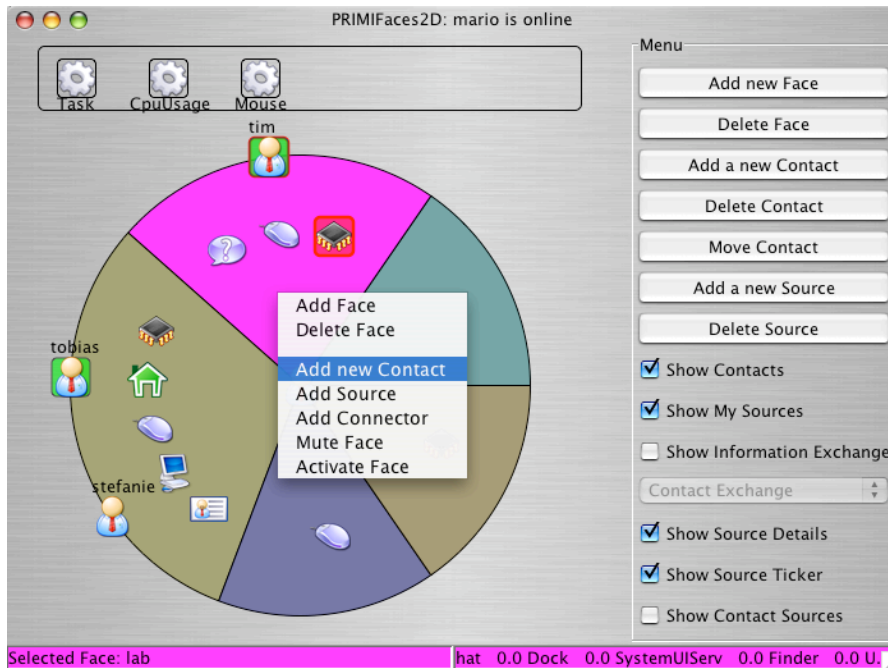 PRIMIFaces2D: mario is online
Task CpuUsage Mouse
tim
tobias
stefanie
Add Face
Delete Face
Add new Contact
Add Source
Add Connector
Mute Face
Activate Face
Menu
Add new Face
Delete Face
Add a new Contact
Delete Contact
Move Contact
Add a new Source
Delete Source
Show Contacts
Show My Sources
Show Information Exchange
Contact Exchange
Show Source Details
Show Source Ticker
Show Contact Sources
Selected Face: lab
hat 0.0 Dock 0.0 SystemUIServ 0.0 Finder 0.0 U.